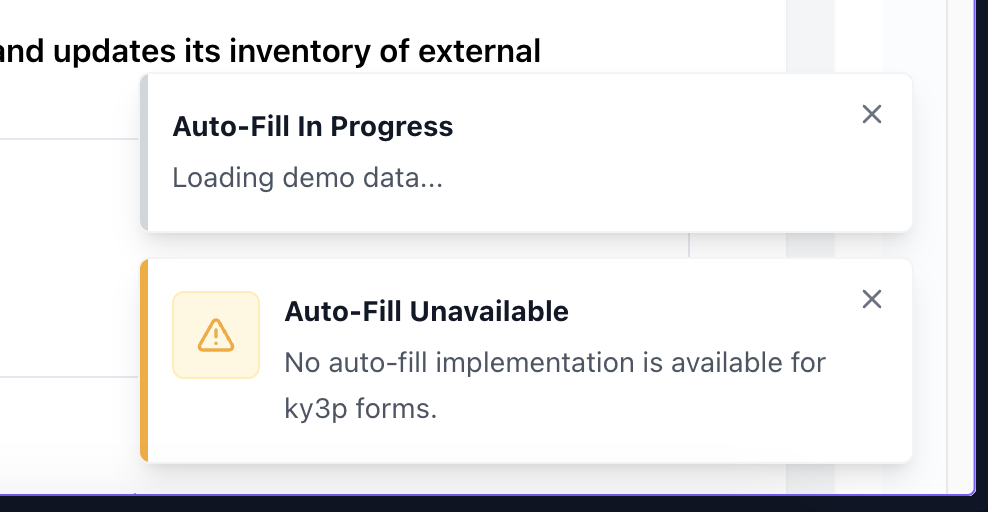 and updates its inventory of external
Auto-Fill In Progress
Loading demo data...
Auto-Fill Unavailable
No auto-fill implementation is available for
ky3p forms.